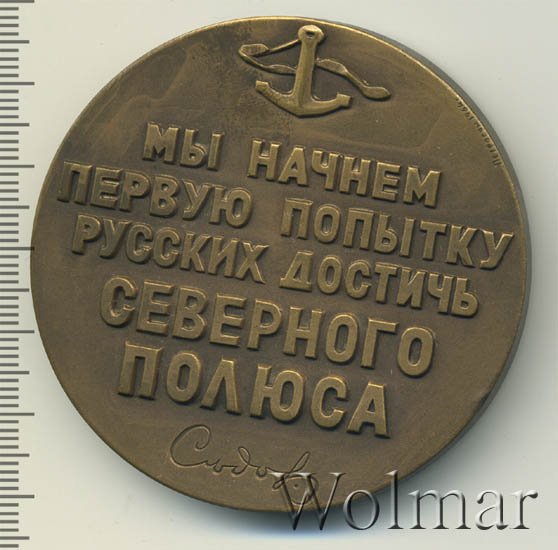 МЫ НАЧНЕМ
ПЕРВУЮ ПОПЫТКУ
РУССКИХ ДОСТИЧЬ
СЕВЕРНОГО
ПОЛЮСА
Седов
Wolmar